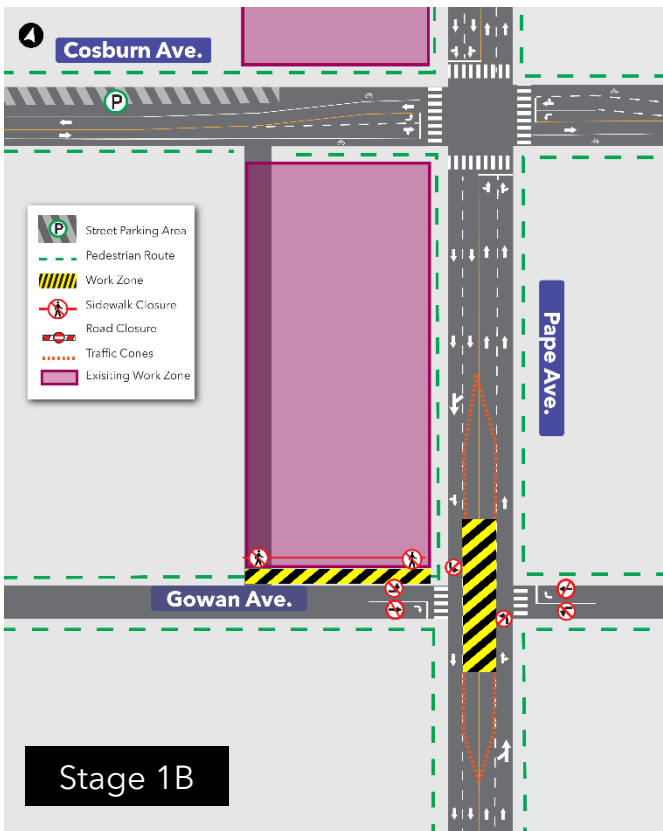 Cosburn Ave.
P
P
Street Parking Area
Pedestrian Route
Work Zone
Sidewalk Closure
Road Closure
Traffic Cones
Exisiting Work Zone
Pape Ave.
Gowan Ave.
Stage 1B